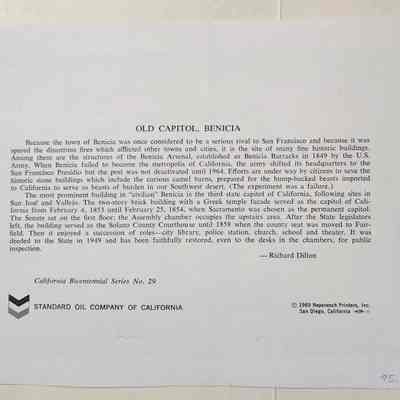 OLD CAPITOL, BENICIA
Because the town of Benicia was once considered to be a serious rival to San Francisco and because it was
spared the disastrous fires which afflicted other towns and cities, it is the site of many fine historic buildings.
Among these are the structures of the Benicia Arsenal, established as Benicia Barracks in 1849 by the U.S.
Army. When Benicia failed to become the metropolis of California, the army shifted its headquarters to the
San Francisco Presidio but the post was not deactivated until 1964. Efforts are under way by citizens to save the
historic stone buildings which include the curious camel barns, prepared for the hump-backed beasts imported
to California to serve as beasts of burden in our Southwest desert. (The experiment was a failure.)
The most prominent building in "civilian" Benicia is the third state capitol of California, following sites in
San José and Vallejo. The two-story brick building with a Greek temple facade served as the capitol of Cali-
fornia from February 4, 1853 until February 25, 1854, when Sacramento was chosen as the permanent capital.
The Senate sat on the first floor; the Assembly chamber occupies the upstairs area. After the State legislators
left, the building served as the Solano County Courthouse until 1858 when the county seat was moved to Fair-
field. Then it enjoyed a succession of roles—city library, police station, church, school and theater. It was
deeded to the State in 1949 and has been faithfully restored, even to the desks in the chambers, for public
inspection.
—Richard Dillon
California Bicentennial Series No. 29
STANDARD OIL COMPANY OF CALIFORNIA
© 1969 Neyenesch Printers, Inc.
San Diego, California
95